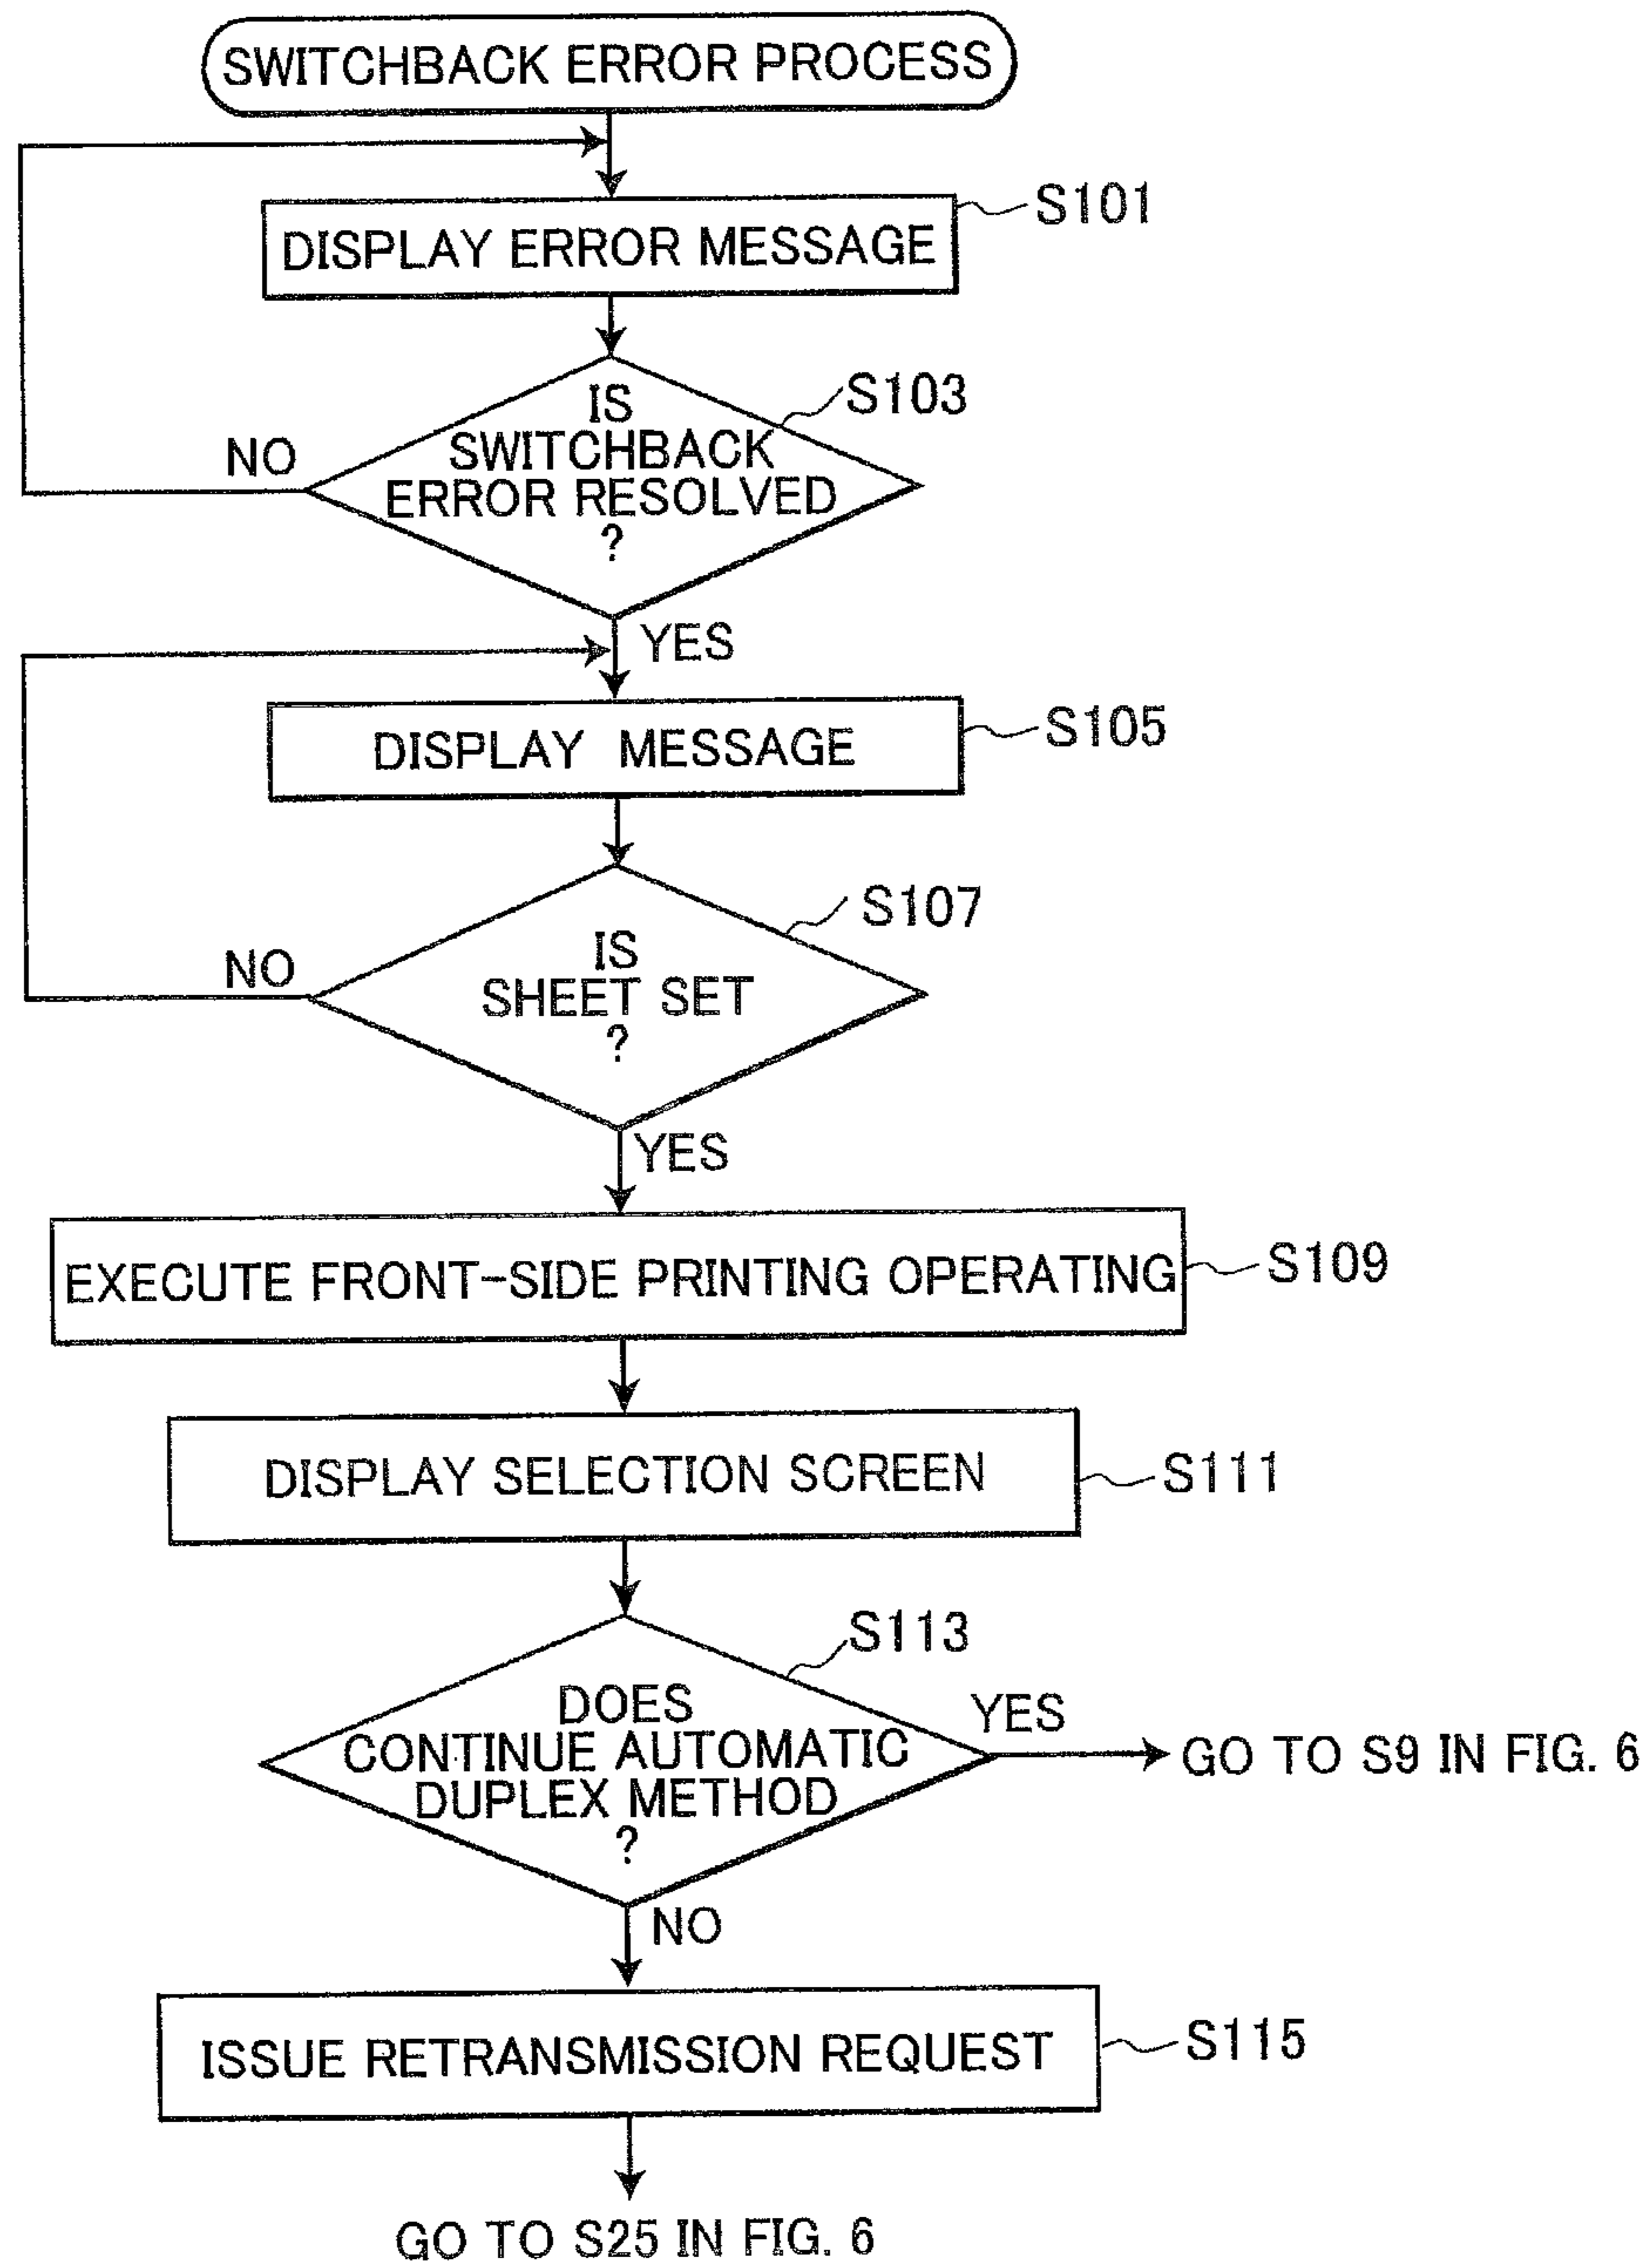 SWITCHBACK ERROR PROCESS
S101
DISPLAY ERROR MESSAGE
S103
IS
SWITCHBACK
ERROR RESOLVED
?
NO
YES
S105
DISPLAY MESSAGE
S107
IS
SHEET SET
?
NO
YES
EXECUTE FRONT-SIDE PRINTING OPERATING
S109
DISPLAY SELECTION SCREEN
S111
S113
DOES
CONTINUE AUTOMATIC
DUPLEX METHOD
?
YES
GO TO S9 IN FIG. 6
NO
ISSUE RETRANSMISSION REQUEST
S115
GO TO S25 IN FIG. 6